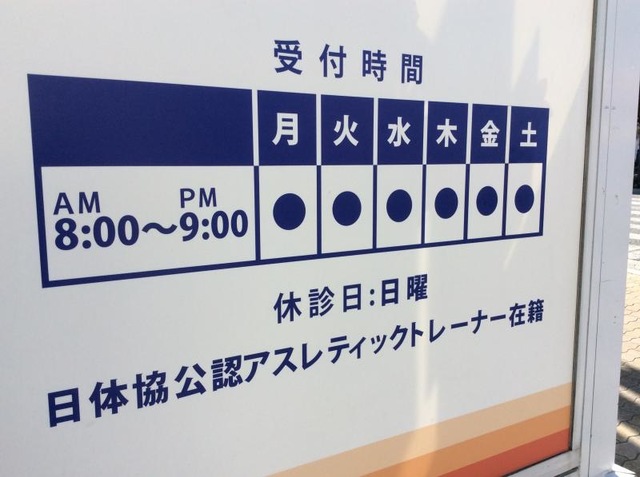 受付時間
月 火 水 木 金 土
AM PM
8:00～9:00 ● ● ● ● ● ●
休診日：日曜
日体協公認アスレティックトレーナー在籍